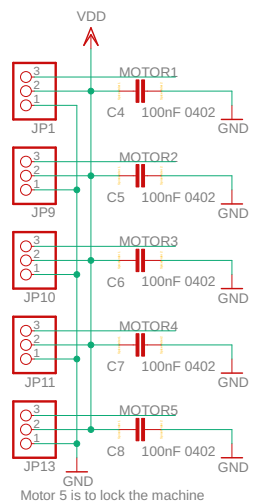 VDD
3 MOTOR1
2
1
JP1 C4 100nF 0402
GND
3 MOTOR2
2
1
JP9 C5 100nF 0402
GND
3 MOTOR3
2
1
JP10 C6 100nF 0402
GND
3 MOTOR4
2
1
JP11 C7 100nF 0402
GND
3 MOTOR5
2
1
JP13 C8 100nF 0402
GND
GND
Motor 5 is to lock the machine